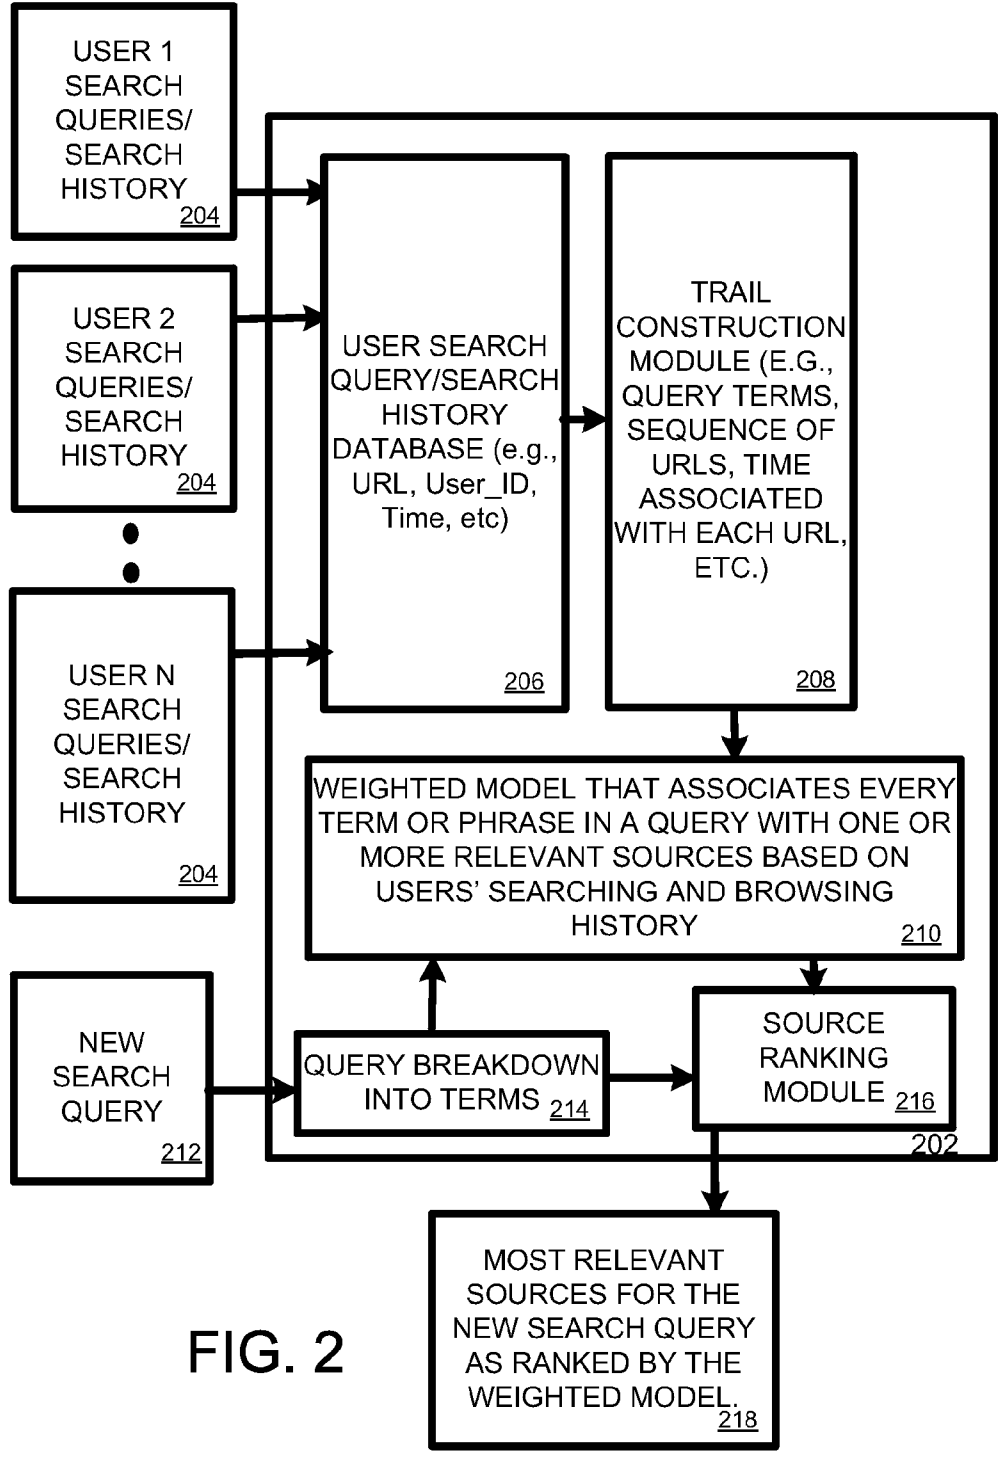 USER 1
SEARCH
QUERIES/
SEARCH
HISTORY
204
USER 2
SEARCH
QUERIES/
SEARCH
HISTORY
204
USER N
SEARCH
QUERIES/
SEARCH
HISTORY
204
USER SEARCH
QUERY/SEARCH
HISTORY
DATABASE (e.g.,
URL, User_ID,
Time, etc)
206
TRAIL
CONSTRUCTION
MODULE (E.G.,
QUERY TERMS,
SEQUENCE OF
URLS, TIME
ASSOCIATED
WITH EACH URL,
ETC.)
208
WEIGHTED MODEL THAT ASSOCIATES EVERY
TERM OR PHRASE IN A QUERY WITH ONE OR
MORE RELEVANT SOURCES BASED ON
USERS’ SEARCHING AND BROWSING
HISTORY
210
NEW
SEARCH
QUERY
212
QUERY BREAKDOWN
INTO TERMS
214
SOURCE
RANKING
MODULE
216
202
MOST RELEVANT
SOURCES FOR THE
NEW SEARCH QUERY
AS RANKED BY THE
WEIGHTED MODEL.
218
FIG. 2